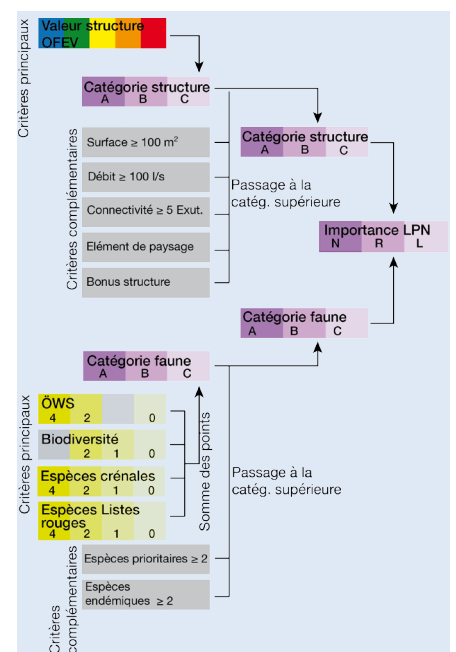 Critères principaux
Valeur structure
OFEV
Catégorie structure
A B C
Critères complémentaires
Surface ≥ 100 m²
Débit ≥ 100 l/s
Connectivité ≥ 5 Exut.
Elément de paysage
Bonus structure
Passage à la
catég. supérieure
Catégorie structure
A B C
Importance LPN
N R L
Catégorie faune
A B C
Catégorie faune
A B C
Critères principaux
ÖWS
4 2 0
Biodiversité
2 1 0
Espèces crénales
4 2 1 0
Espèces Listes
rouges
4 2 1 0
Somme des points
Passage à la
catég. supérieure
Critères
complémentaires
Espèces prioritaires ≥ 2
Espèces
endémiques ≥ 2